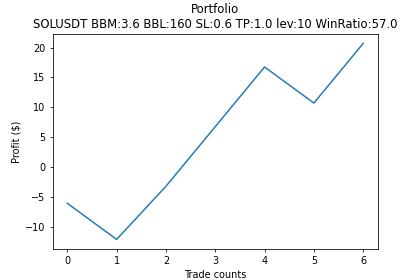 Portfolio
SOLUSDT BBM:3.6 BBL:160 SL:0.6 TP:1.0 lev:10 WinRatio:57.0
20
15
10
5
0
−5
−10
Profit ($)
0 1 2 3 4 5 6
Trade counts